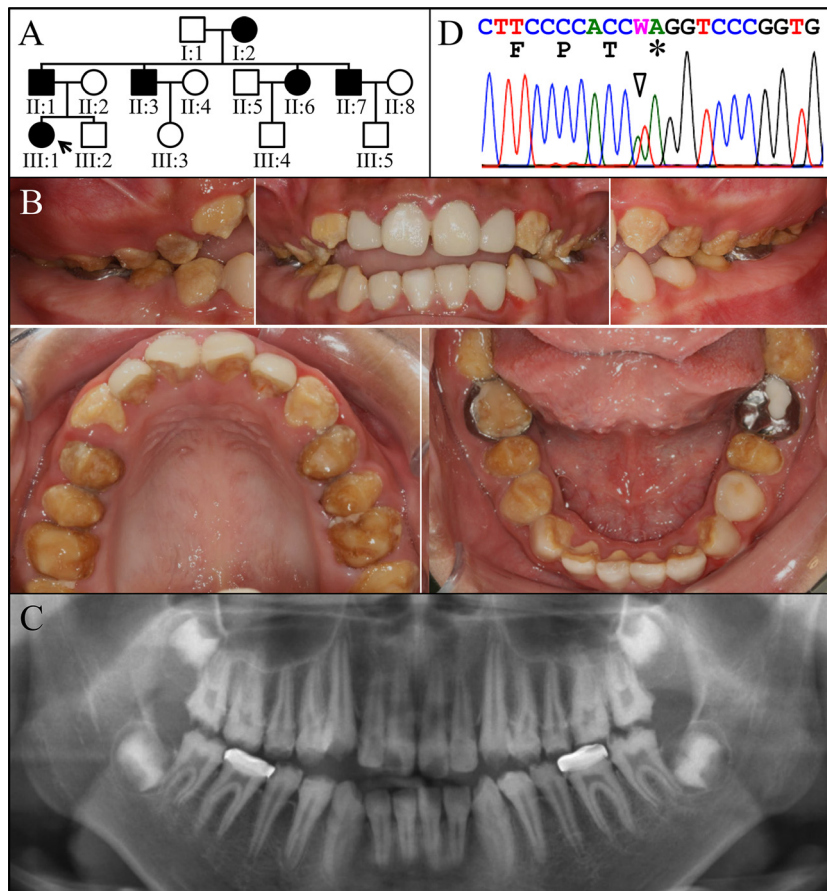 A
I:1 I:2
II:1 II:2 II:3 II:4 II:5 II:6 II:7 II:8
III:1 III:2 III:3 III:4 III:5
D
CTTCCCCACCWAGGTCCCGGTG
F P T *
B
C